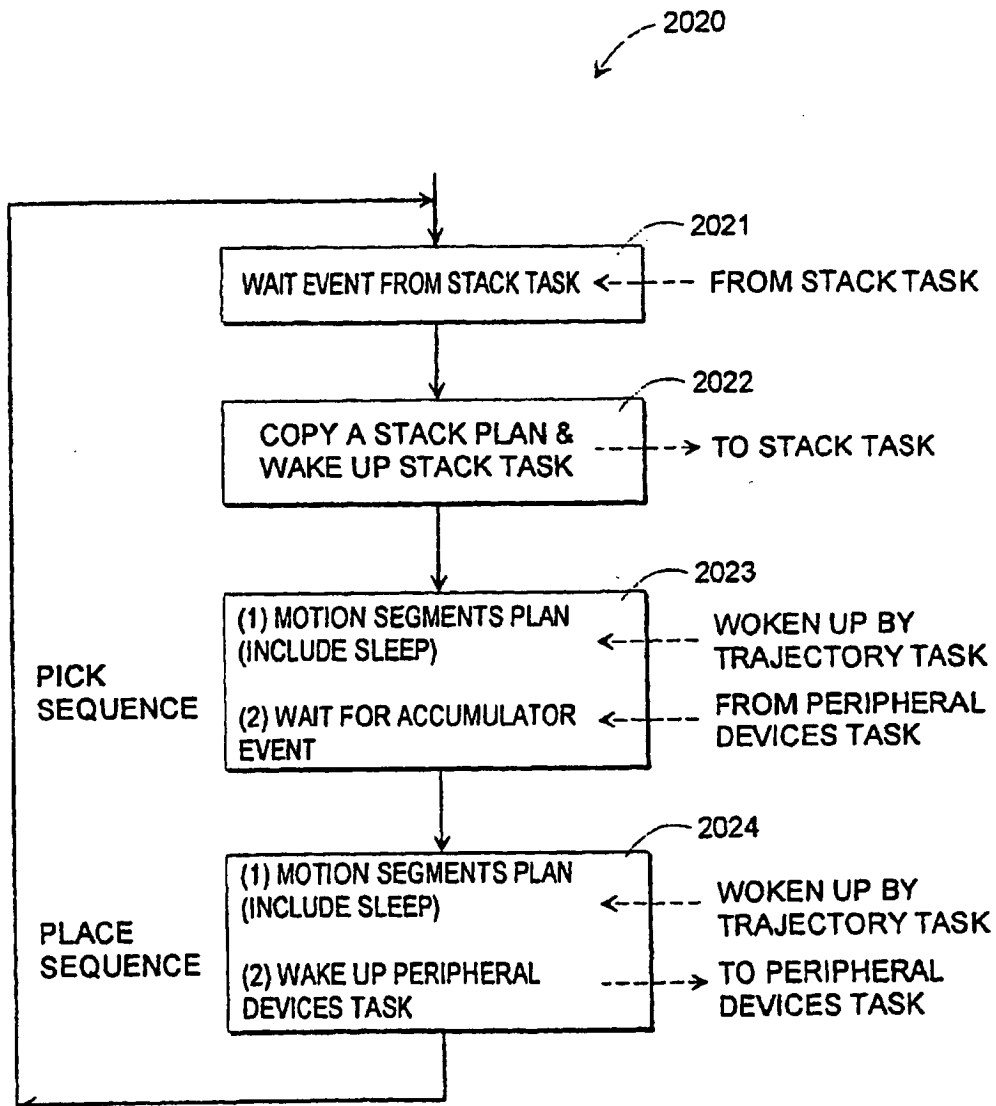 2020
2021
WAIT EVENT FROM STACK TASK
FROM STACK TASK
2022
COPY A STACK PLAN &
WAKE UP STACK TASK
TO STACK TASK
2023
PICK
SEQUENCE
(1) MOTION SEGMENTS PLAN
(INCLUDE SLEEP)
WOKEN UP BY
TRAJECTORY TASK
(2) WAIT FOR ACCUMULATOR
EVENT
FROM PERIPHERAL
DEVICES TASK
2024
PLACE
SEQUENCE
(1) MOTION SEGMENTS PLAN
(INCLUDE SLEEP)
WOKEN UP BY
TRAJECTORY TASK
(2) WAKE UP PERIPHERAL
DEVICES TASK
TO PERIPHERAL
DEVICES TASK